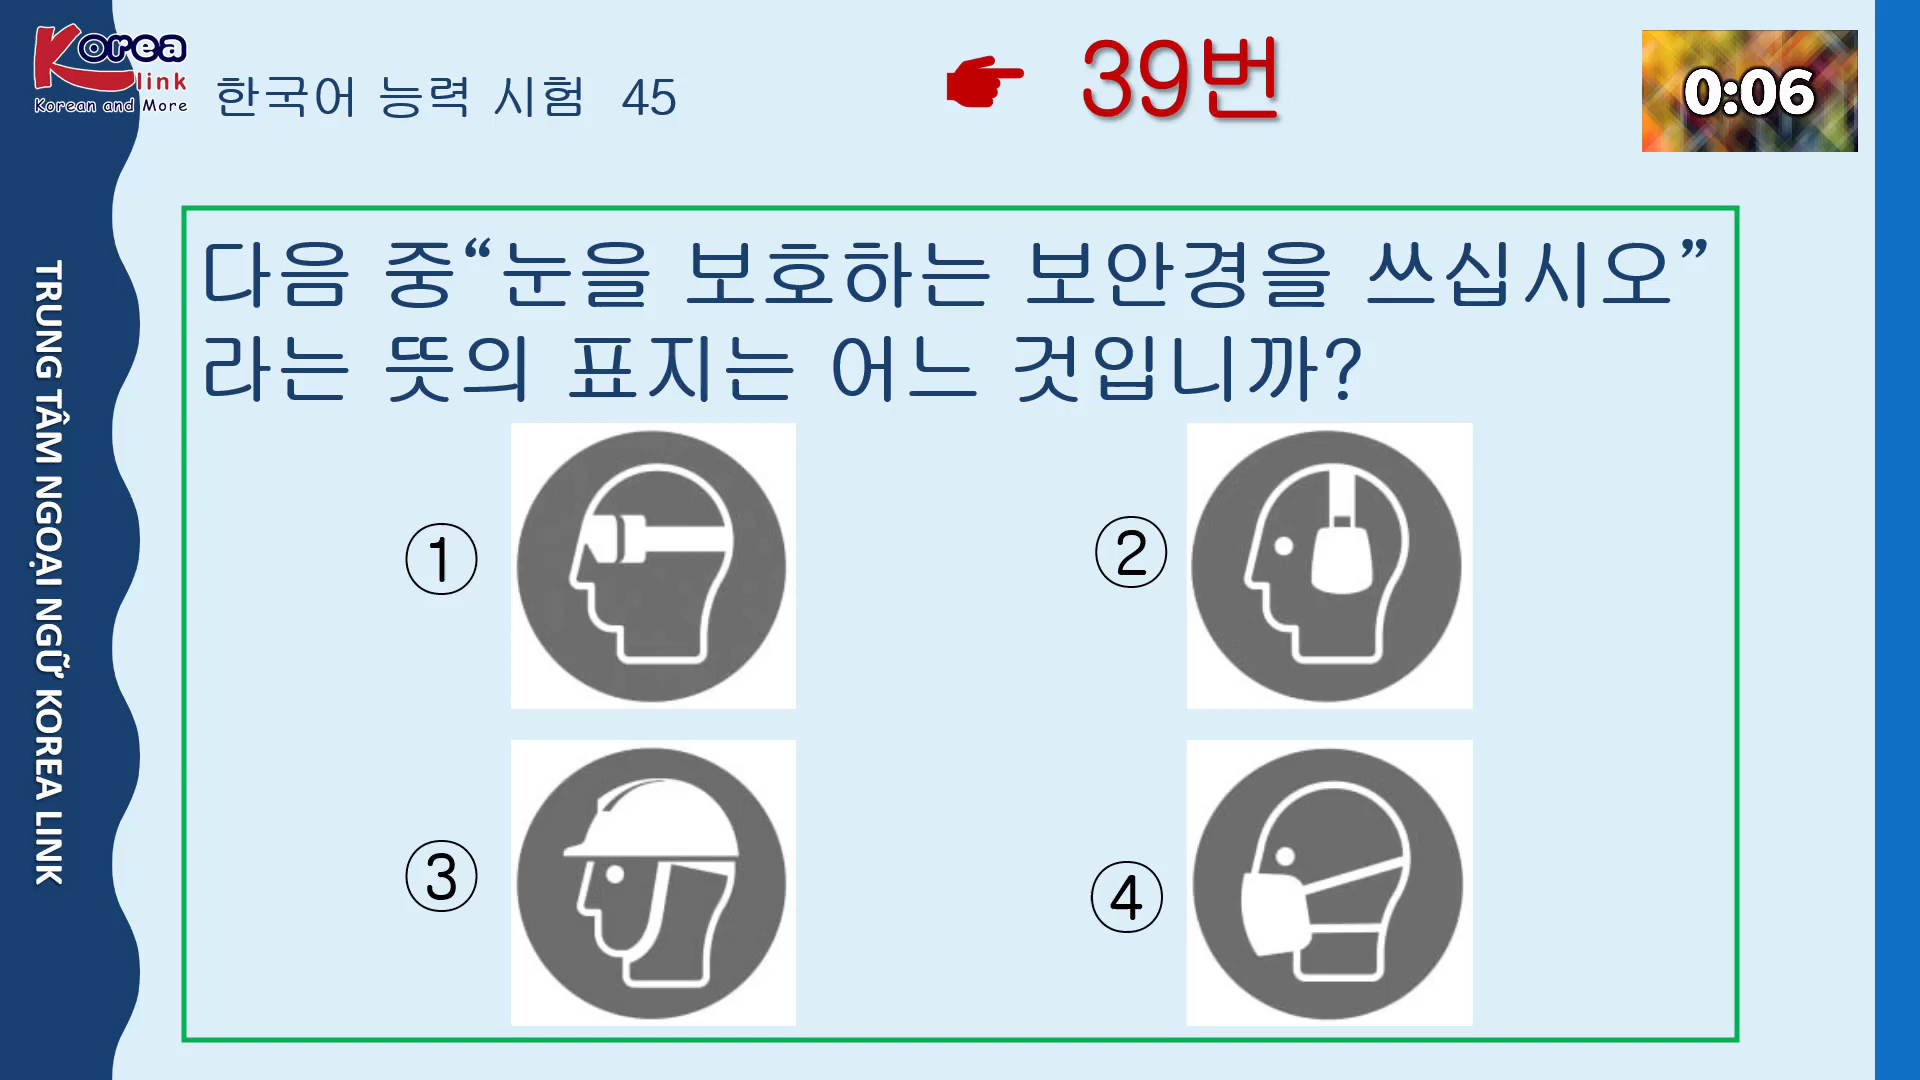 Korea
link
Korean and More
한국어 능력 시험 45
39번
0:06
TRUNG TÂM NGOẠI NGỮ KOREA LINK
다음 중“눈을 보호하는 보안경을 쓰십시오”
라는 뜻의 표지는 어느 것입니까?
①
②
③
④